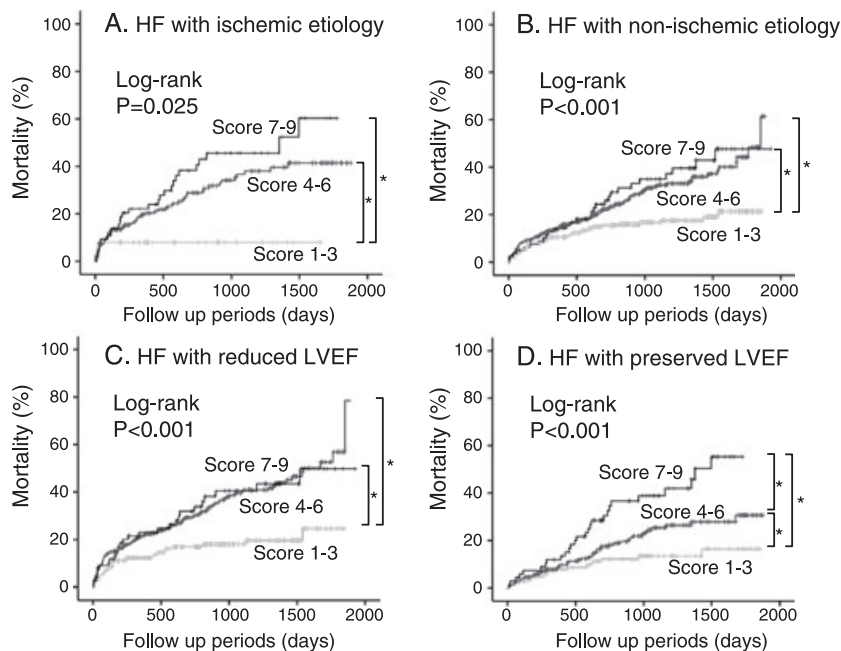 A. HF with ischemic etiology
100
80
60
40
20
0
Mortality (%)
Log-rank
P=0.025
Score 7-9
Score 4-6
Score 1-3
*
*
0 500 1000 1500 2000
Follow up periods (days)
B. HF with non-ischemic etiology
100
80
60
40
20
0
Mortality (%)
Log-rank
P<0.001
Score 7-9
Score 4-6
Score 1-3
*
*
0 500 1000 1500 2000
Follow up periods (days)
C. HF with reduced LVEF
100
80
60
40
20
0
Mortality (%)
Log-rank
P<0.001
Score 7-9
Score 4-6
Score 1-3
*
*
0 500 1000 1500 2000
Follow up periods (days)
D. HF with preserved LVEF
100
80
60
40
20
0
Mortality (%)
Log-rank
P<0.001
Score 7-9
Score 4-6
Score 1-3
*
*
*
0 500 1000 1500 2000
Follow up periods (days)